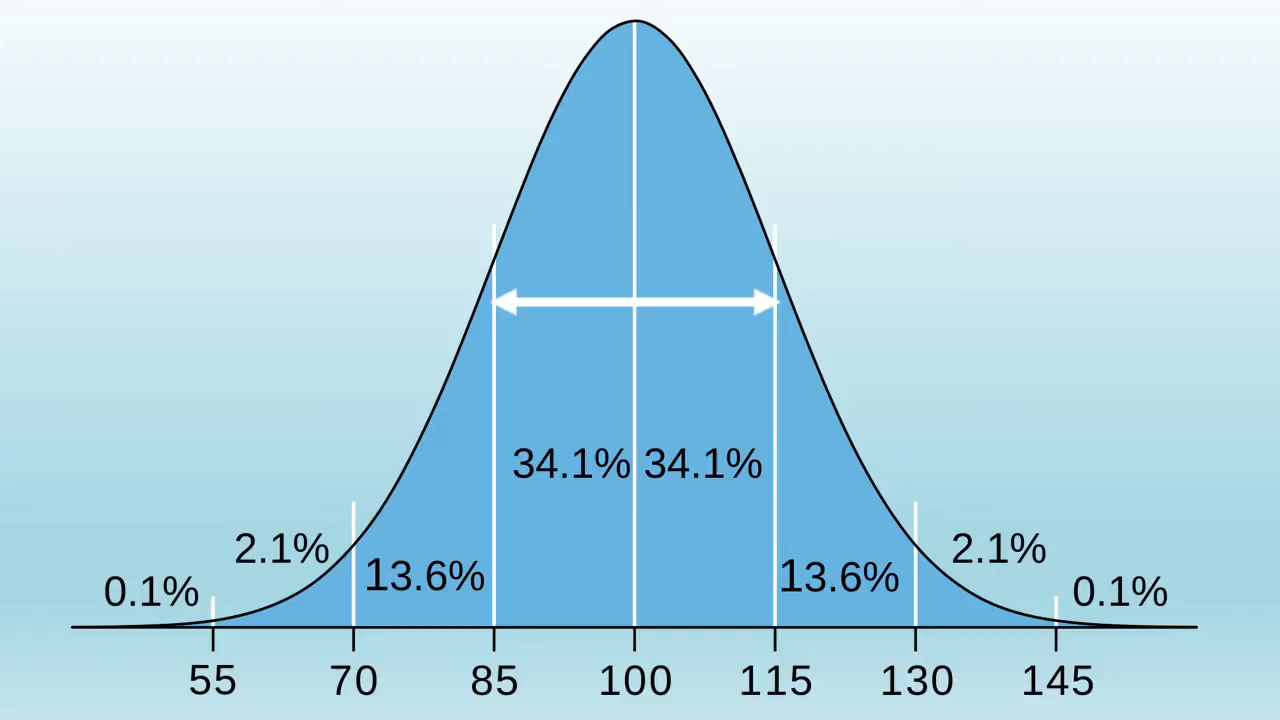 34.1% 34.1%
2.1% 2.1%
13.6% 13.6%
0.1% 0.1%
55 70 85 100 115 130 145